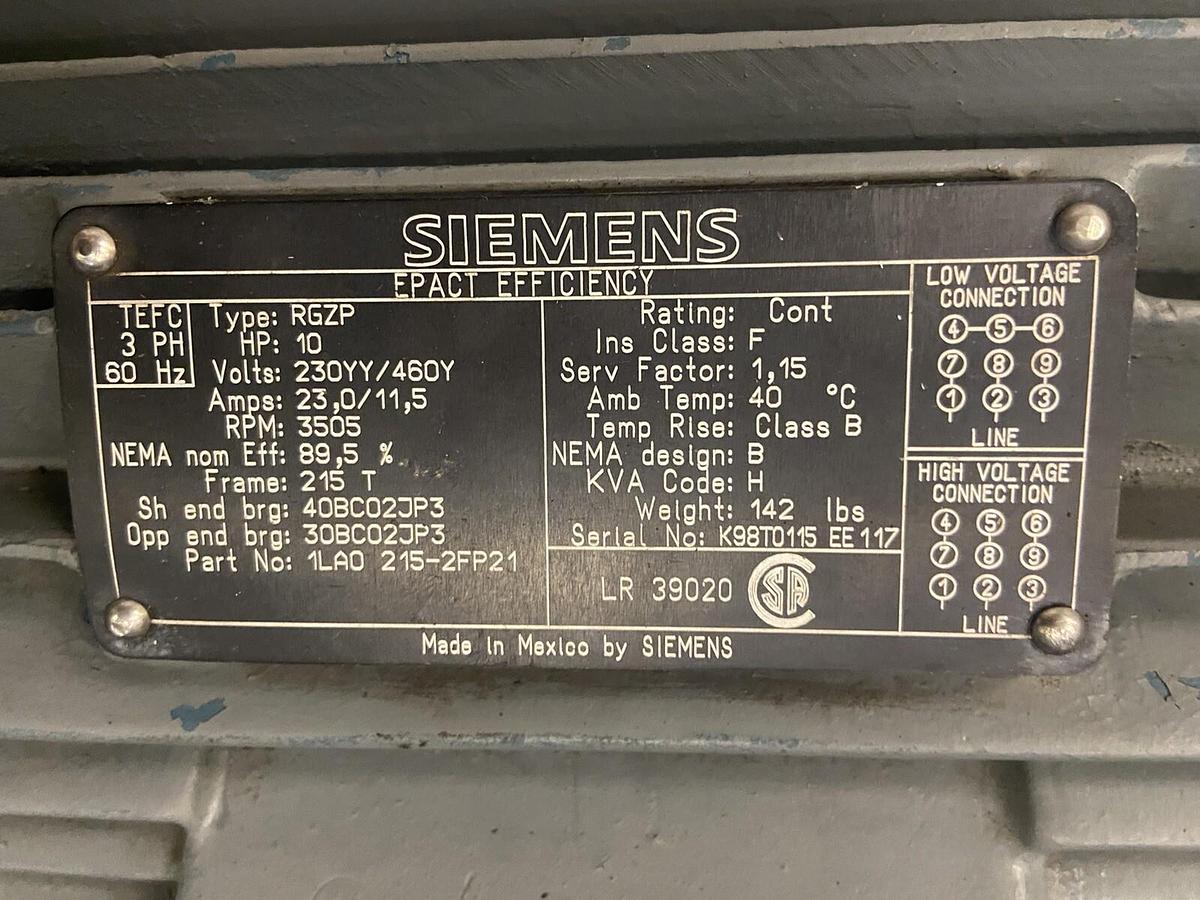 SIEMENS
EPACT EFFICIENCY
TEFC
3 PH
60 Hz
Type: RGZP
HP: 10
Volts: 230YY/460Y
Amps: 23,0/11,5
RPM: 3505
NEMA nom Eff: 89,5 %
Frame: 215 T
Sh end brg: 40BC02JP3
Opp end brg: 30BC02JP3
Part No: 1LA0 215-2FP21
Rating: Cont
Ins Class: F
Serv Factor: 1,15
Amb Temp: 40 °C
Temp Rise: Class B
NEMA design: B
KVA Code: H
Weight: 142 lbs
Serial No: K98T0115 EE 117
LR 39020 CSA
LOW VOLTAGE
CONNECTION
4 5 6
7 8 9
1 2 3
LINE
HIGH VOLTAGE
CONNECTION
4 5 6
7 8 9
1 2 3
LINE
Made in Mexico by SIEMENS